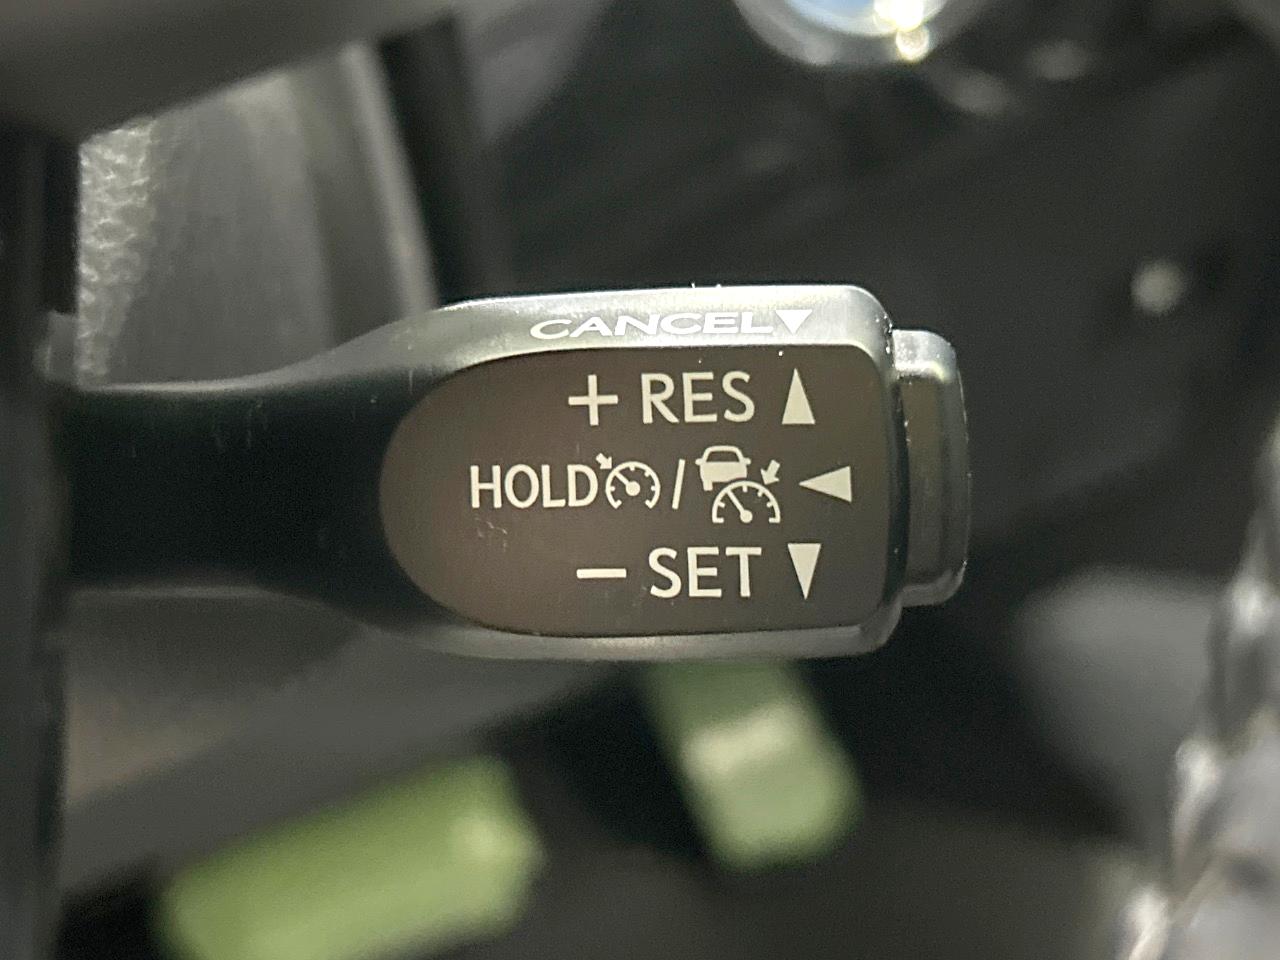 CANCEL▼
+ RES ▲
HOLD / ◀
− SET ▼